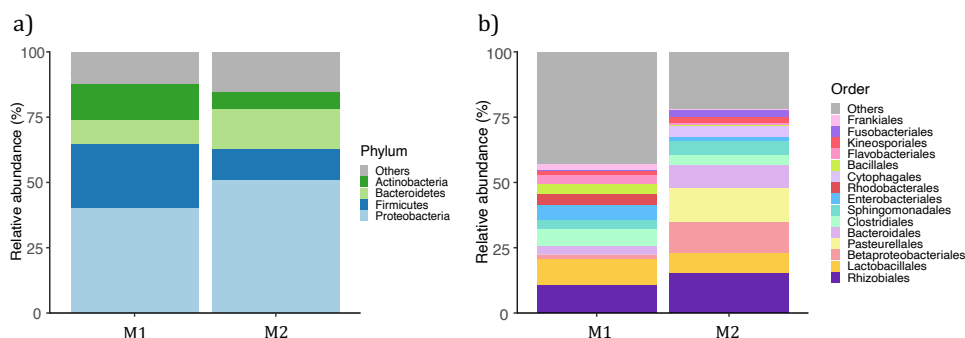 a)
Relative abundance (%)
100
75
50
25
0
M1 M2
Phylum
Others
Actinobacteria
Bacteroidetes
Firmicutes
Proteobacteria
b)
Relative abundance (%)
100
75
50
25
0
M1 M2
Order
Others
Frankiales
Fusobacteriales
Kineosporiales
Flavobacteriales
Bacillales
Cytophagales
Rhodobacterales
Enterobacteriales
Sphingomonadales
Clostridiales
Bacteroidales
Pasteurellales
Betaproteobacteriales
Lactobacillales
Rhizobiales